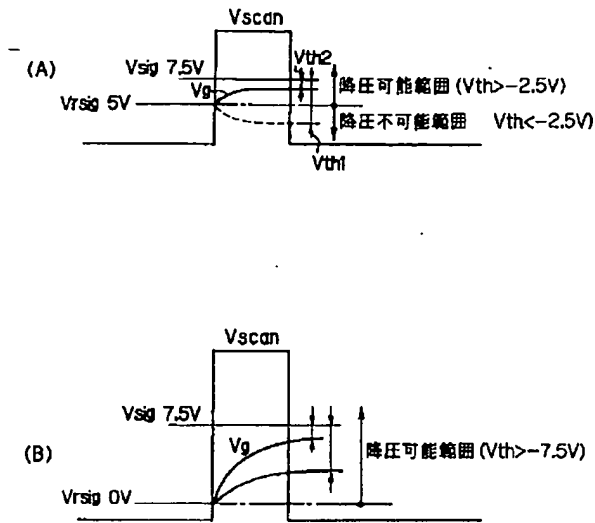 Vscan
(A)
Vsig 7.5V
Vth2
Vg
降圧可能範囲(Vth>-2.5V)
Vrsig 5V
降圧不可能範囲 Vth<-2.5V)
Vth1
Vscan
(B)
Vsig 7.5V
Vg
降圧可能範囲(Vth>-7.5V)
Vrsig 0V